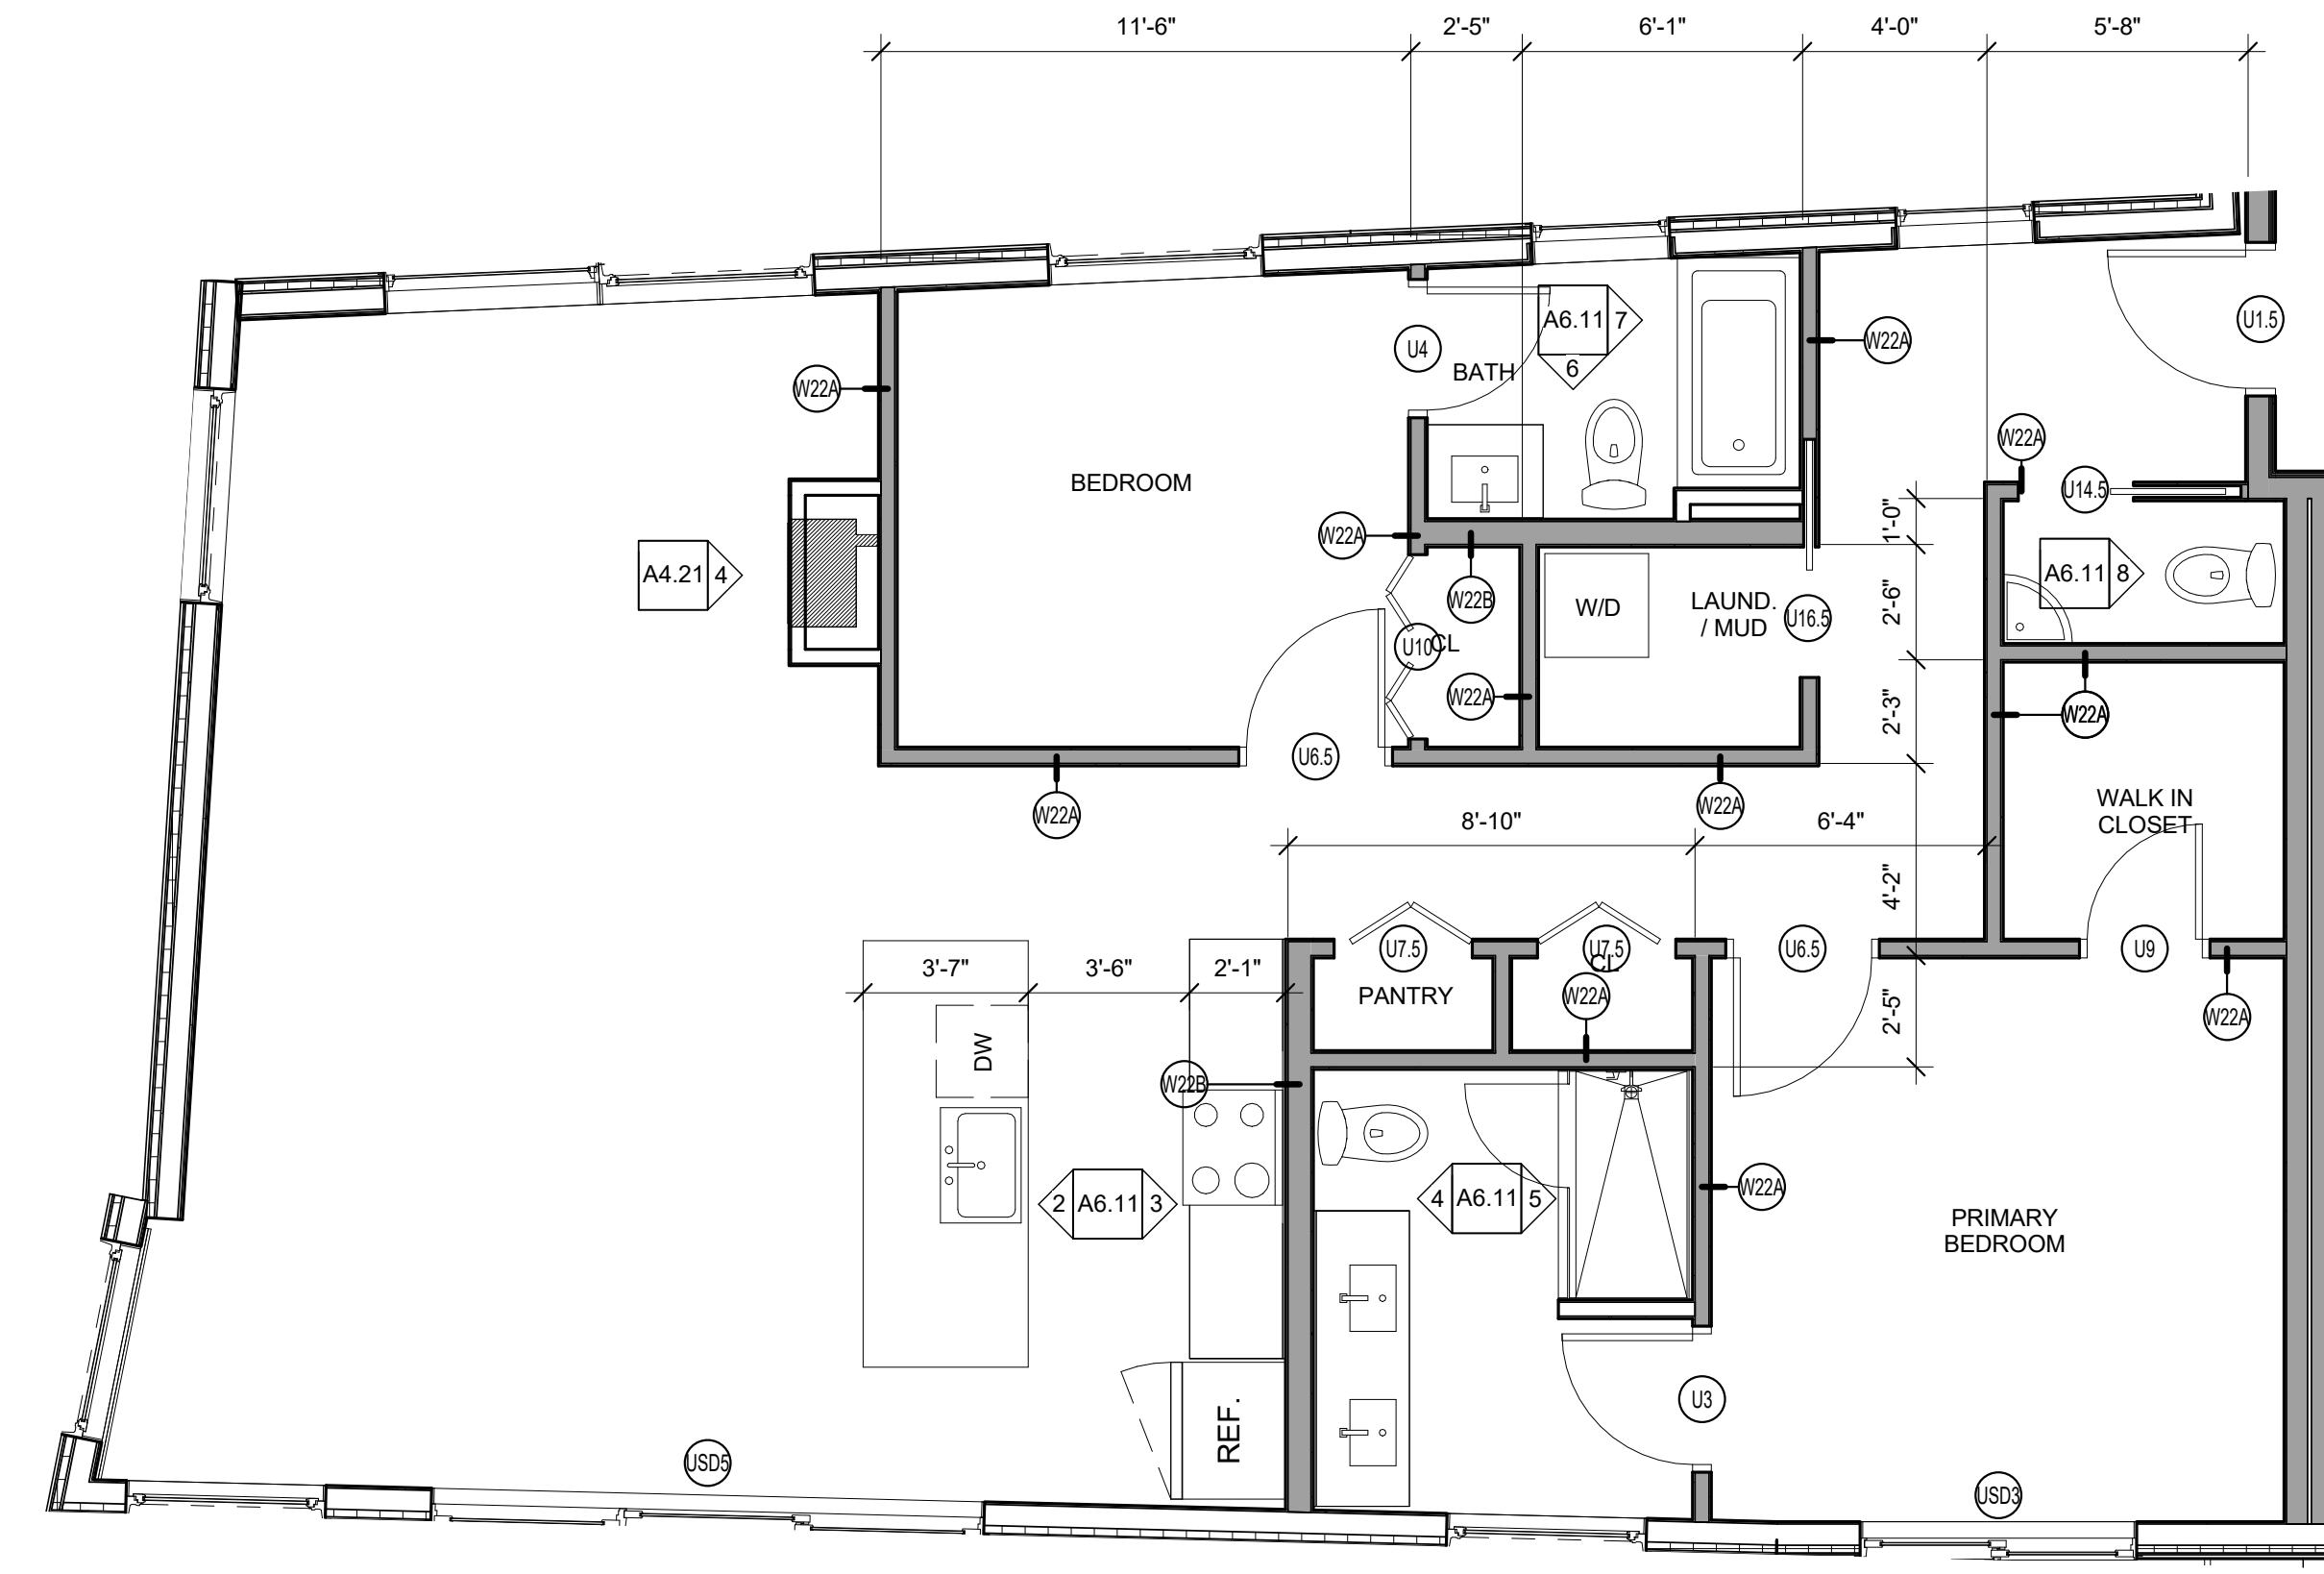 11'-6"
2'-5"
6'-1"
4'-0"
5'-8"
A6.11 7
6
U1.5
U4
W22A
BATH
W22A
W22A
BEDROOM
U14.5
1'-0"
W22A
A4.21 4
A6.11 8
W22B
W/D
LAUND.
/ MUD
U16.5
2'-6"
U10
CL
W22A
W22A
2'-3"
U6.5
W22A
W22A
WALK IN
CLOSET
8'-10"
6'-4"
4'-2"
U7.5
U7.5
CL
U6.5
U9
3'-7"
3'-6"
2'-1"
PANTRY
W22A
2'-5"
W22A
DW
W22B
2 A6.11 3
4 A6.11 5
W22A
PRIMARY
BEDROOM
U3
REF.
USD5
USD3